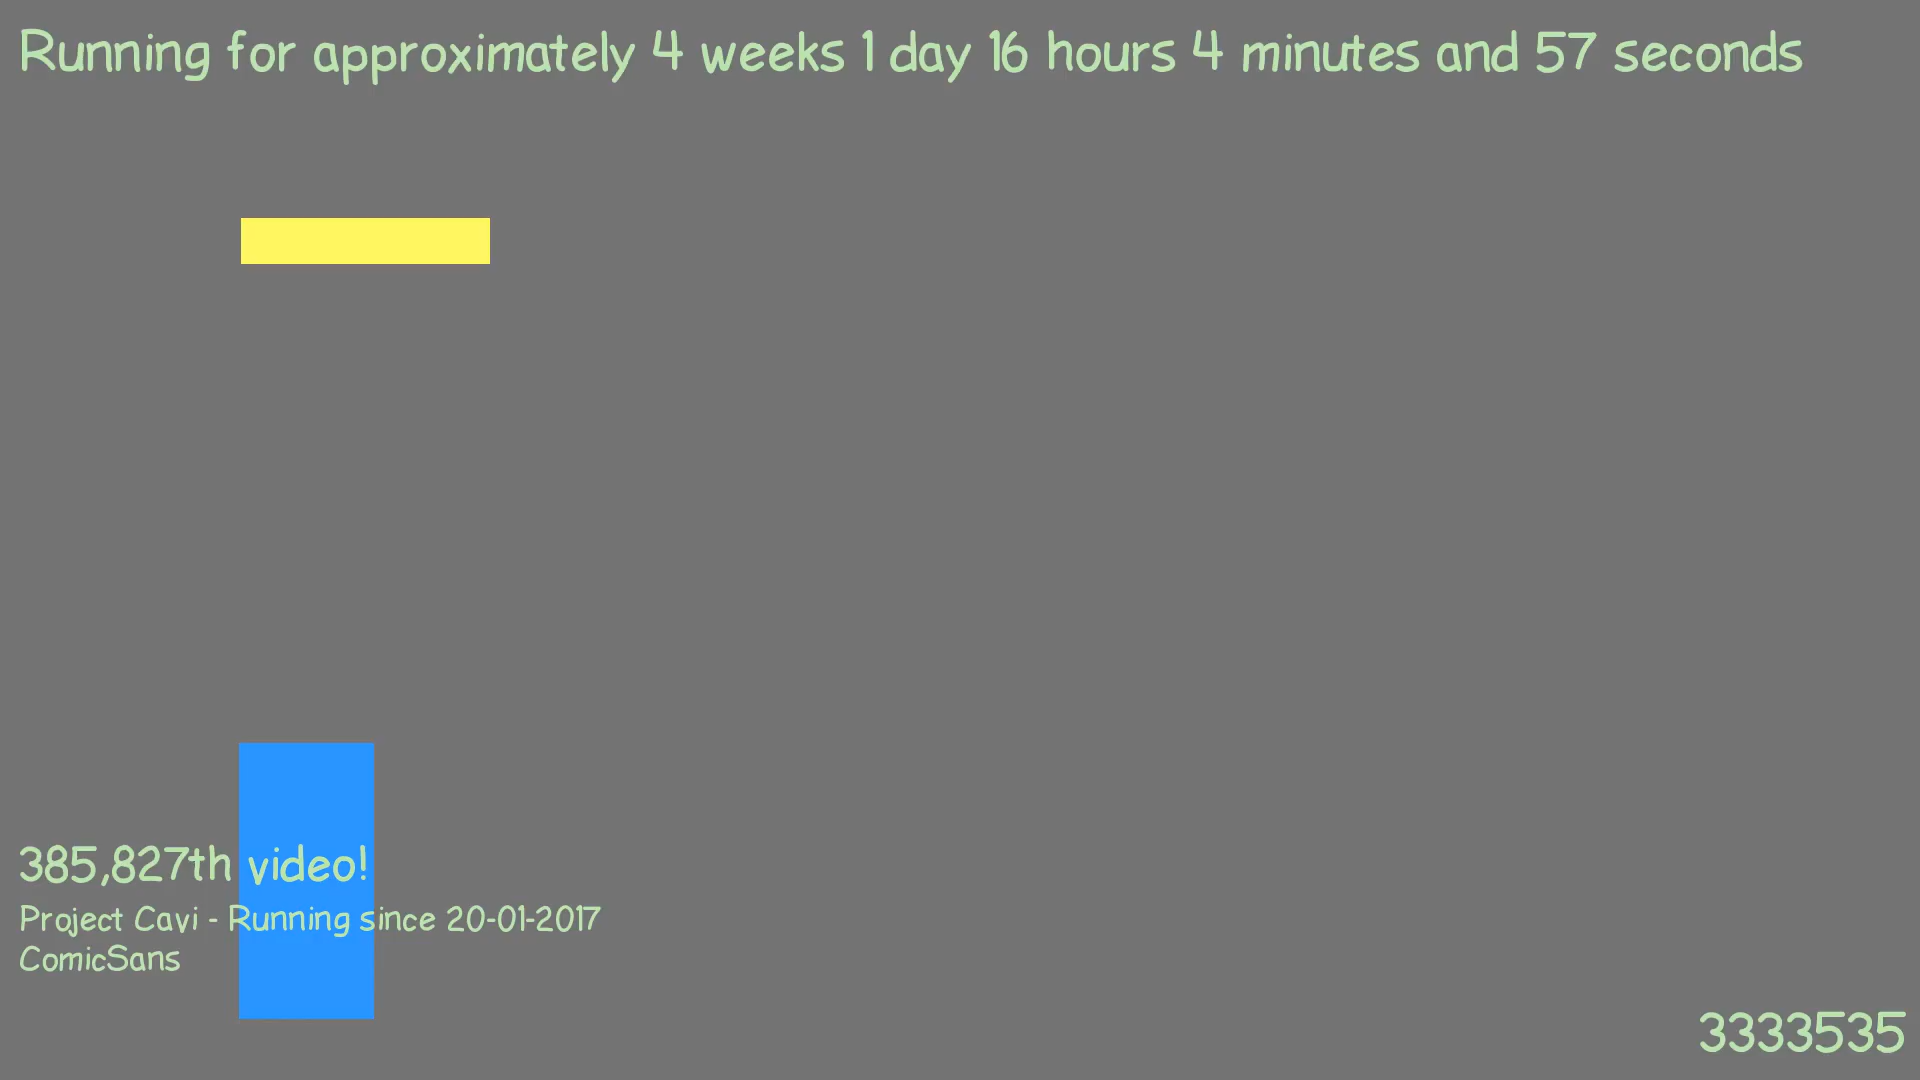 Running for approximately 4 weeks 1 day 16 hours 4 minutes and 57 seconds
385,827th video!
Project Cavi - Running since 20-01-2017
ComicSans
3333535